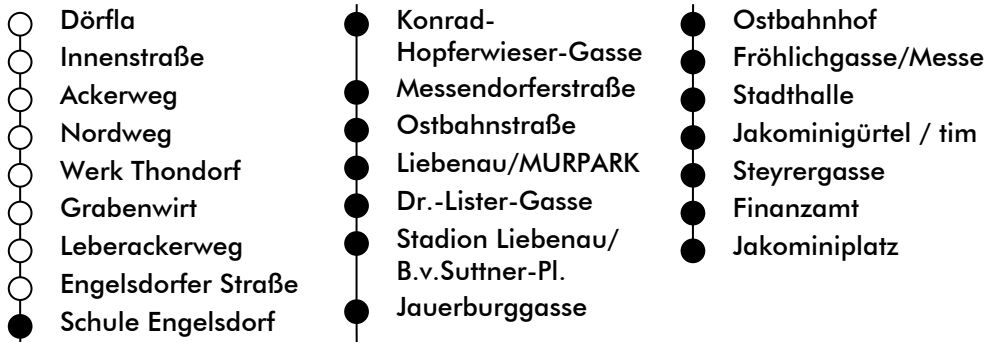 Dörfla
Innenstraße
Ackerweg
Nordweg
Werk Thondorf
Grabenwirt
Leberackerweg
Engelsdorfer Straße
Schule Engelsdorf
Konrad-
Hopferwieser-Gasse
Messendorferstraße
Ostbahnstraße
Liebenau/MURPARK
Dr.-Lister-Gasse
Stadion Liebenau/
B.v.Suttner-Pl.
Jauerburggasse
Ostbahnhof
Fröhlichgasse/Messe
Stadthalle
Jakominigürtel / tim
Steyrergasse
Finanzamt
Jakominiplatz